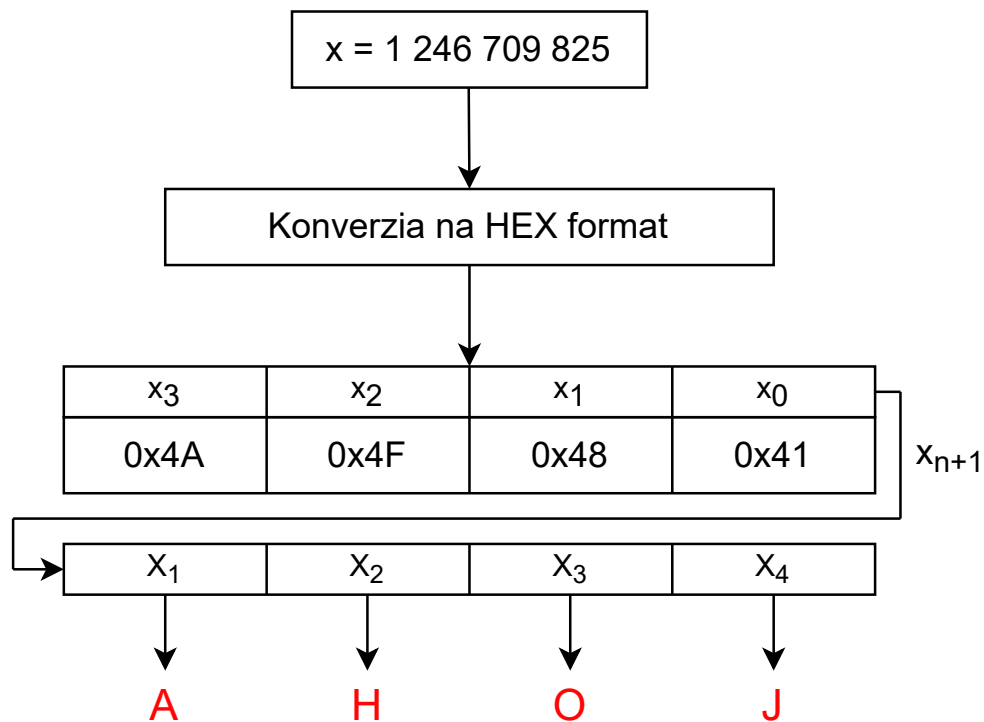 x = 1 246 709 825
Konverzia na HEX format
x3 x2 x1 x0
0x4A 0x4F 0x48 0x41
xn+1
X1 X2 X3 X4
A H O J